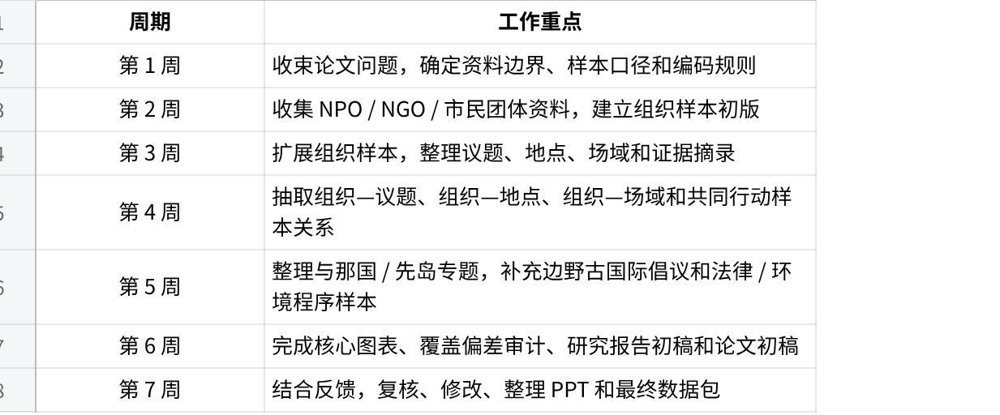 周期 工作重点
第 1 周 收束论文问题，确定资料边界、样本口径和编码规则
第 2 周 收集 NPO / NGO / 市民团体资料，建立组织样本初版
第 3 周 扩展组织样本，整理议题、地点、场域和证据摘录
第 4 周 抽取组织—议题、组织—地点、组织—场域和共同行动样
本关系
第 5 周 整理与那国 / 先岛专题，补充边野古国际倡议和法律 / 环
境程序样本
第 6 周 完成核心图表、覆盖偏差审计、研究报告初稿和论文初稿
第 7 周 结合反馈，复核、修改、整理 PPT 和最终数据包